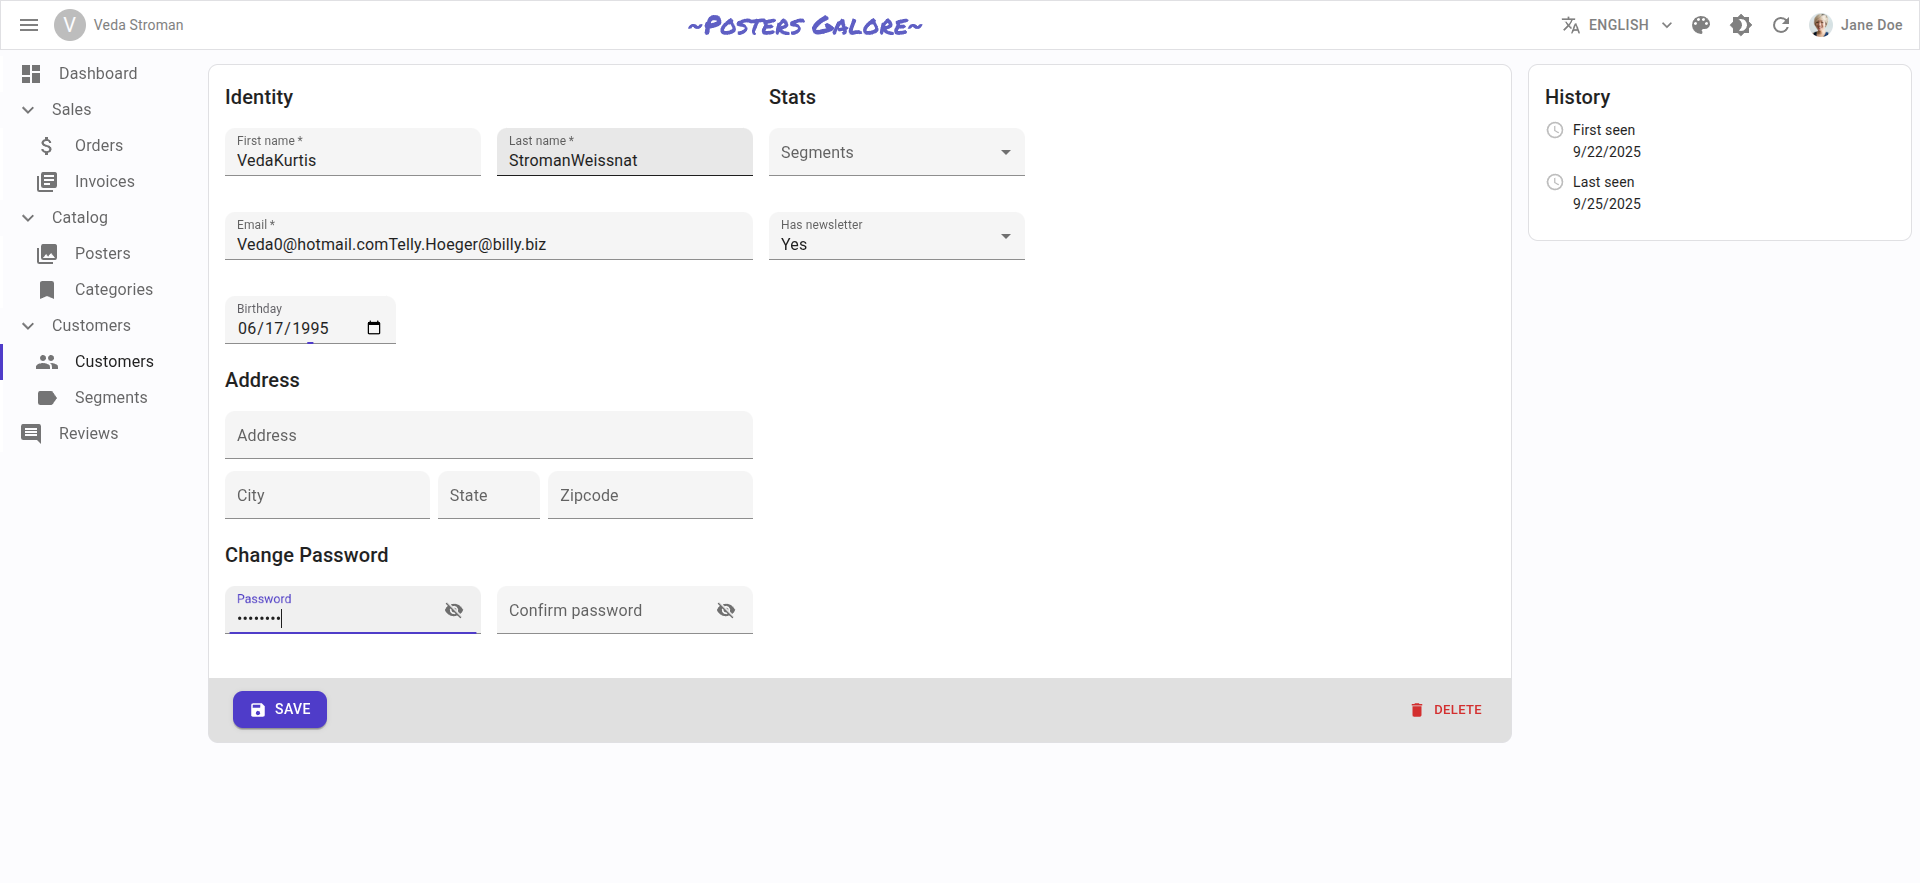 V Veda Stroman
~Posters Galore~
ENGLISH
Jane Doe
Dashboard
Sales
Orders
Invoices
Catalog
Posters
Categories
Customers
Customers
Segments
Reviews
Identity
First name *
VedaKurtis
Last name *
StromanWeissnat
Email *
Veda0@hotmail.comTelly.Hoeger@billy.biz
Birthday
06/17/1995
Stats
Segments
Has newsletter
Yes
Address
Address
City
State
Zipcode
Change Password
Password
••••••••
Confirm password
SAVE
DELETE
History
First seen
9/22/2025
Last seen
9/25/2025